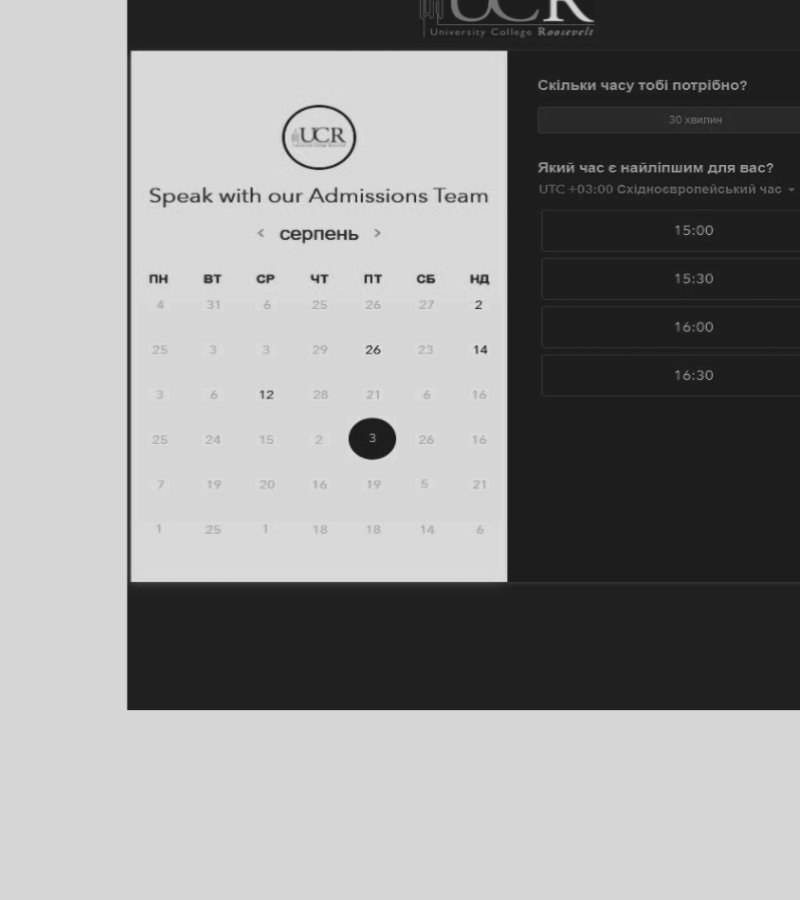 UCR
University College Roosevelt
UCR
Speak with our Admissions Team
< серпень >
ПН ВТ СР ЧТ ПТ СБ НД
4 31 6 25 26 27 2
25 3 3 29 26 23 14
3 6 12 28 21 6 16
25 24 15 2 3 26 16
7 19 20 16 19 5 21
1 25 1 18 18 14 6
Скільки часу тобі потрібно?
30 хвилин
Який час є найліпшим для вас?
UTC +03:00 Східноєвропейський час
15:00
15:30
16:00
16:30